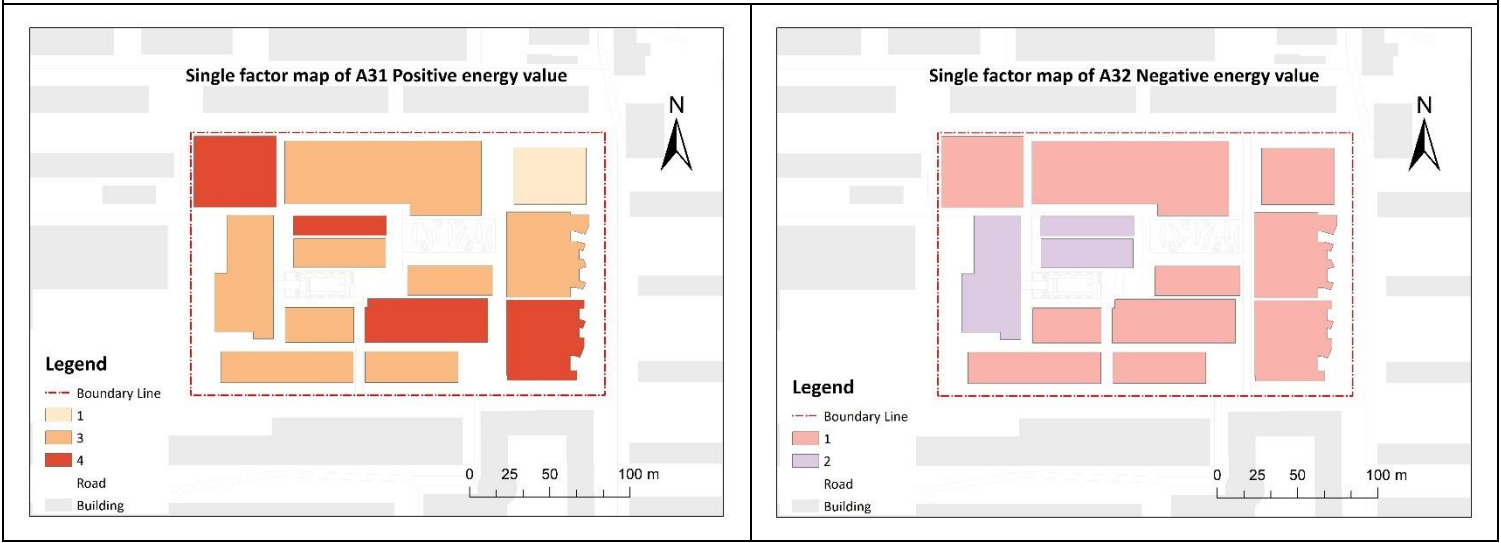 Single factor map of A31 Positive energy value
N
Legend
Boundary Line
1
3
4
Road
Building
0 25 50 100 m
Single factor map of A32 Negative energy value
N
Legend
Boundary Line
1
2
Road
Building
0 25 50 100 m